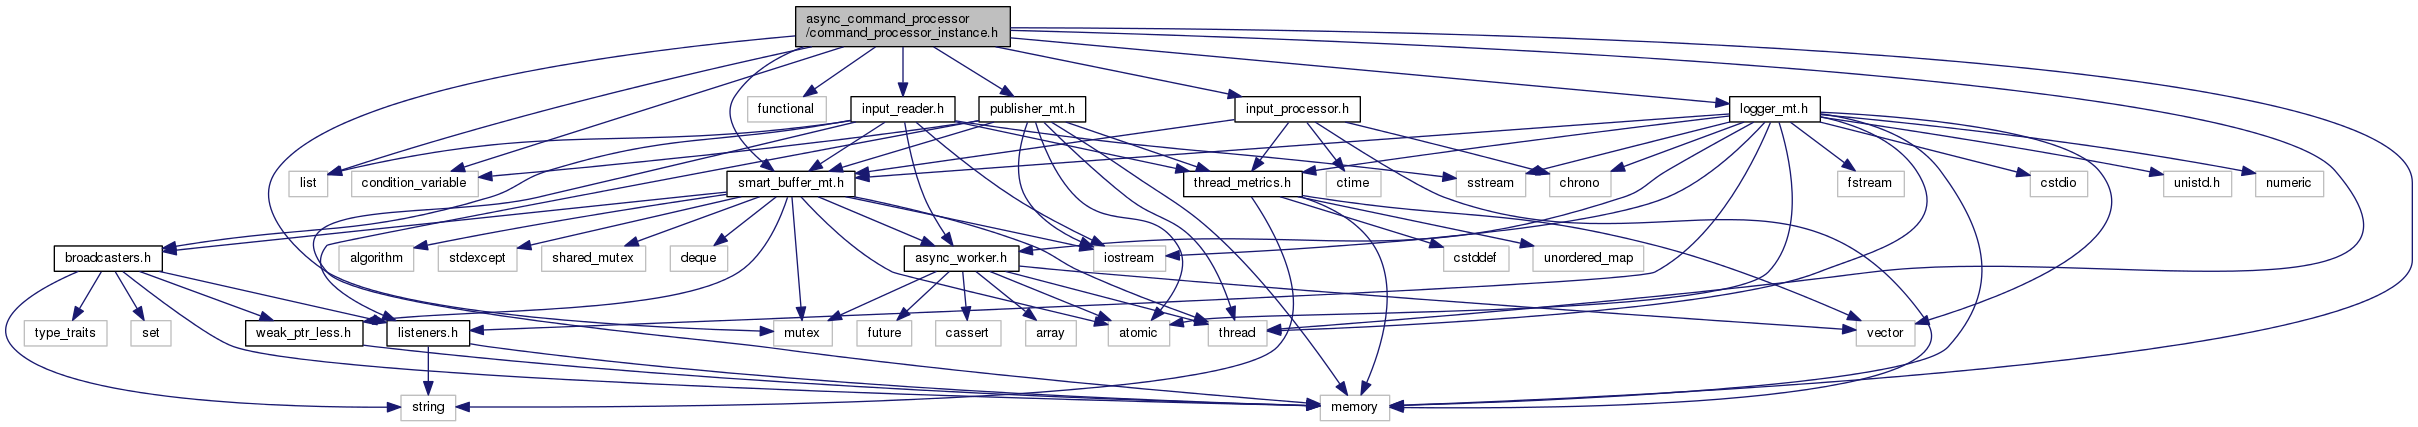 async_command_processor
/command_processor_instance.h
functional
input_reader.h
publisher_mt.h
input_processor.h
logger_mt.h
list
condition_variable
smart_buffer_mt.h
thread_metrics.h
ctime
sstream
chrono
fstream
cstdio
unistd.h
numeric
broadcasters.h
algorithm
stdexcept
shared_mutex
deque
async_worker.h
iostream
cstddef
unordered_map
type_traits
set
weak_ptr_less.h
listeners.h
mutex
future
cassert
array
atomic
thread
vector
string
memory